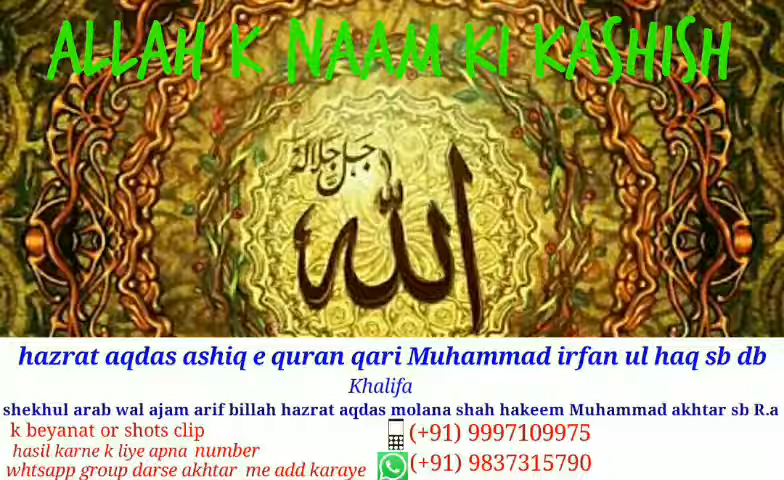 ALLAH K NAAM KI KASHISH
جل جلالہ
اللہ
hazrat aqdas ashiq e quran qari Muhammad irfan ul haq sb db
Khalifa
shekhul arab wal ajam arif billah hazrat aqdas molana shah hakeem Muhammad akhtar sb R.a
k beyanat or shots clip
(+91) 9997109975
hasil karne k liye apna number
whtsapp group darse akhtar me add karaye
(+91) 9837315790